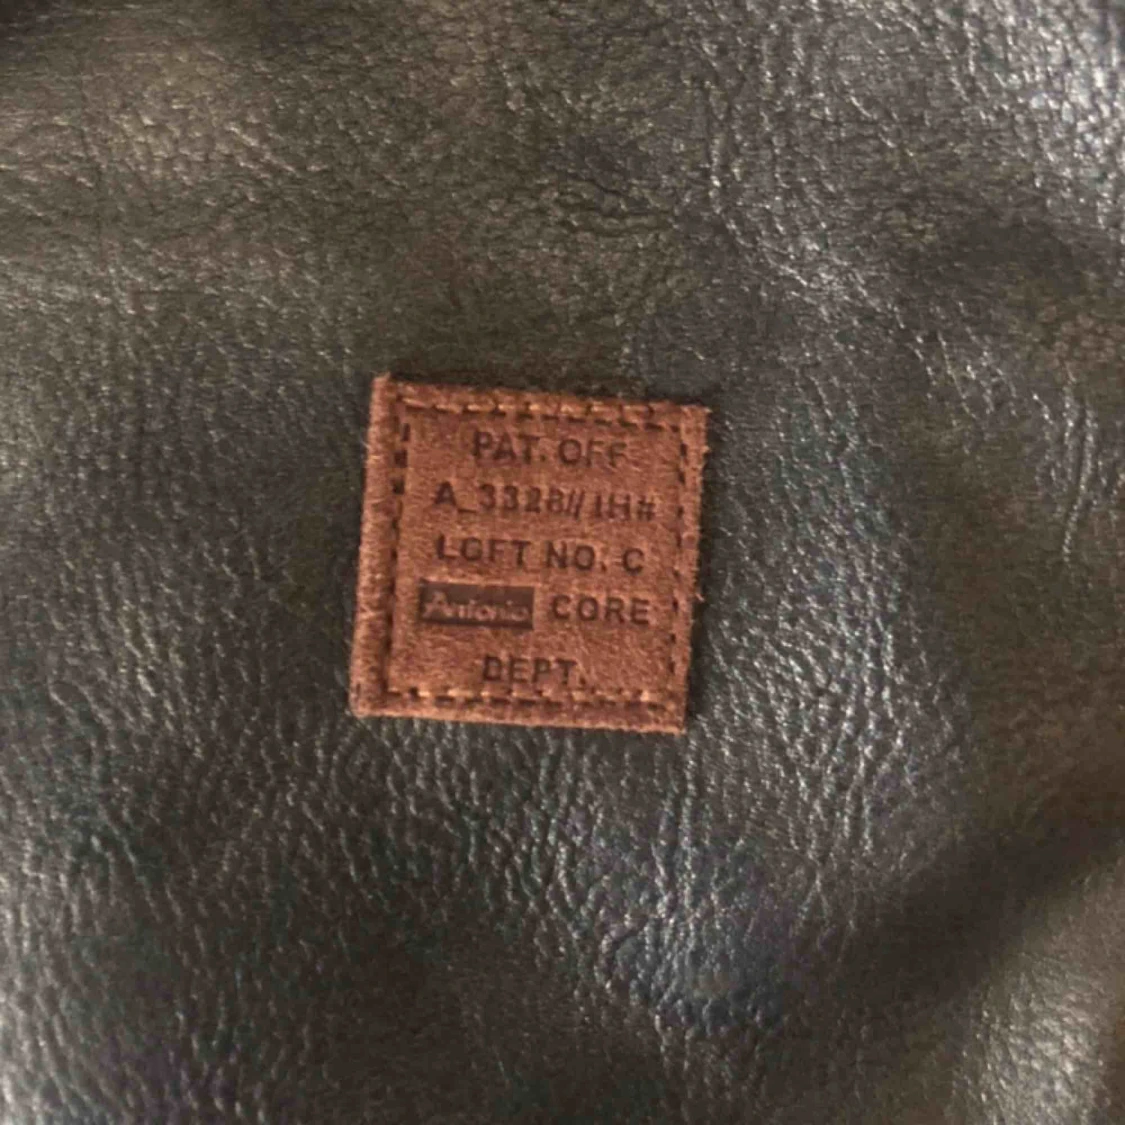 PAT. OFF
A_3328// 1H#
LOFT NO. C
Antonio CORE
DEPT.